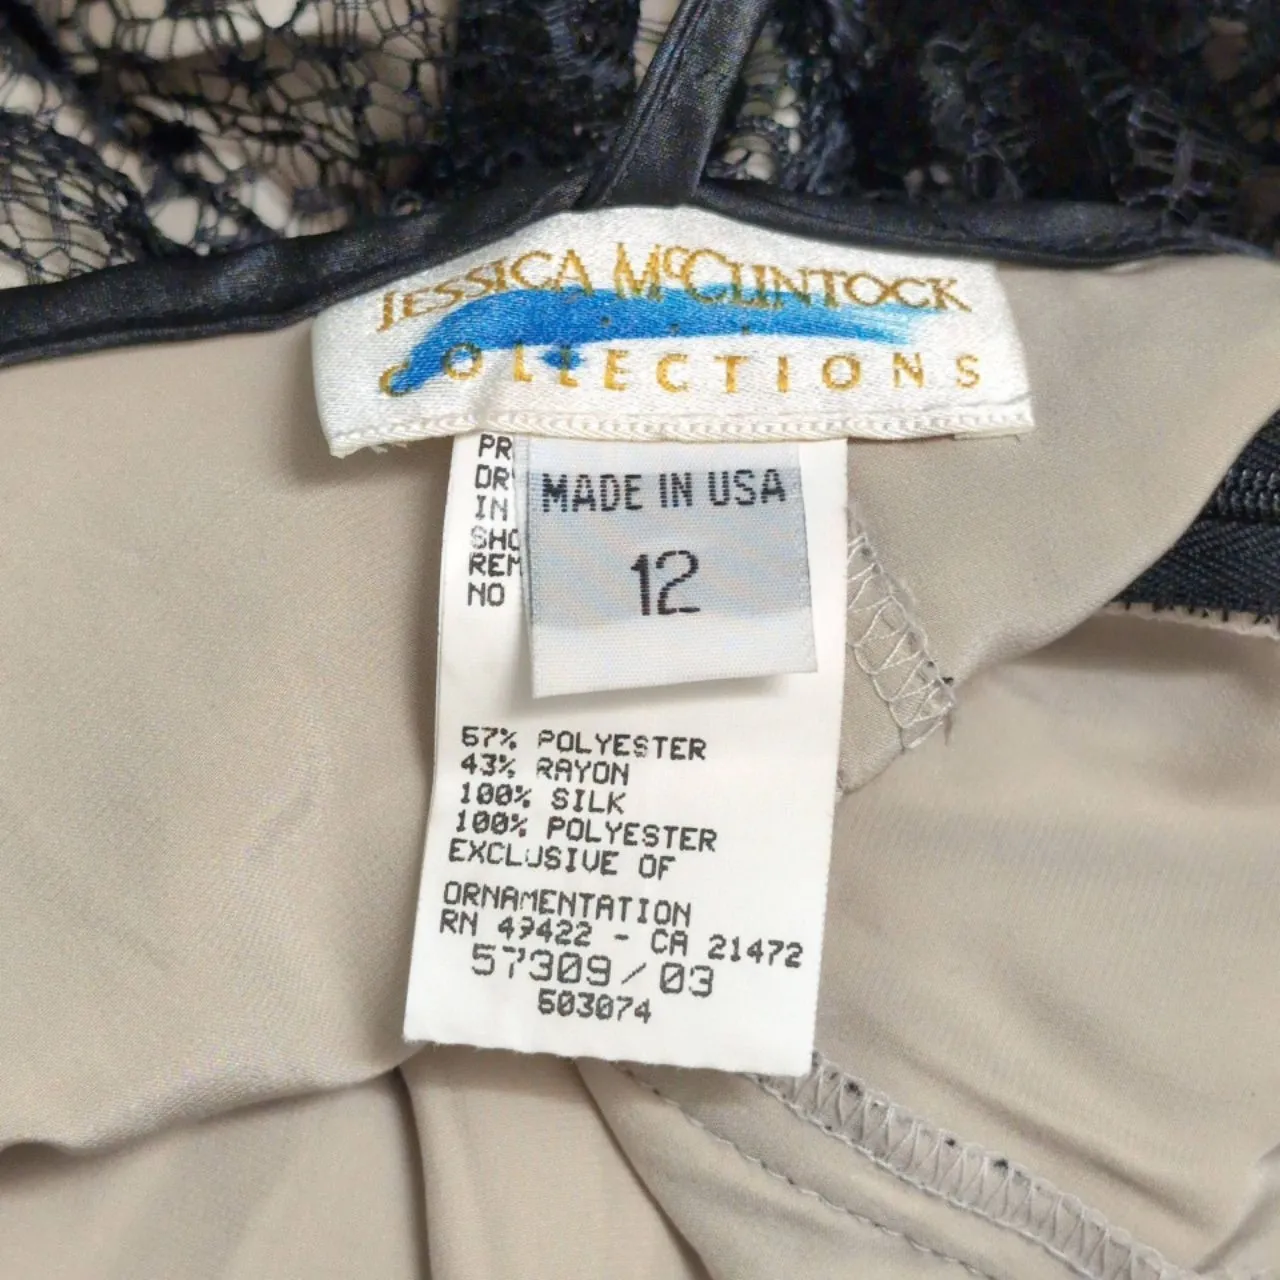 JESSICA McCLINTOCK
COLLECTIONS
PR
DR
IN
SHO
REM
NO
MADE IN USA
12
57% POLYESTER
43% RAYON
100% SILK
100% POLYESTER
EXCLUSIVE OF
ORNAMENTATION
RN 49422 - CA 21472
57309/03
503074